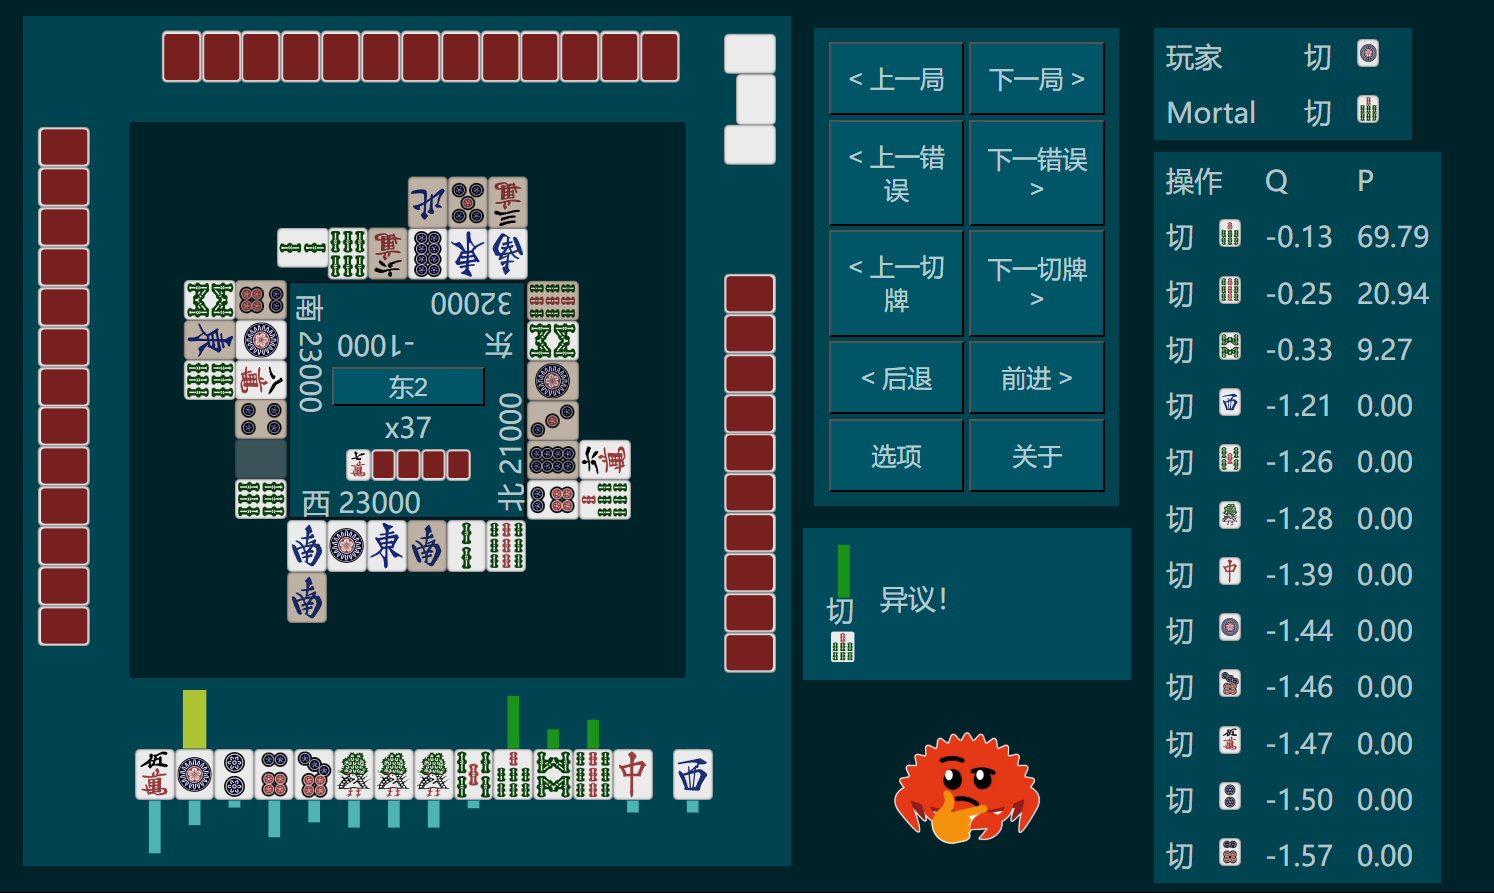 南 23000
32000
东
-1000
东2
x37
西 23000
北 21000
< 上一局
下一局 >
< 上一错误
下一错误 >
< 上一切牌
下一切牌 >
< 后退
前进 >
选项
关于
切
异议！
玩家 切
Mortal 切
操作 Q P
切 -0.13 69.79
切 -0.25 20.94
切 -0.33 9.27
切 -1.21 0.00
切 -1.26 0.00
切 -1.28 0.00
切 -1.39 0.00
切 -1.44 0.00
切 -1.46 0.00
切 -1.47 0.00
切 -1.50 0.00
切 -1.57 0.00